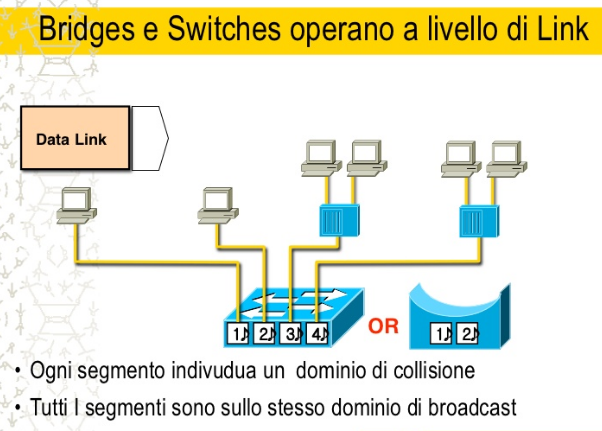 Bridges e Switches operano a livello di Link
Data Link
1 2 3 4
OR
1 2
• Ogni segmento indivudua un dominio di collisione
• Tutti I segmenti sono sullo stesso dominio di broadcast